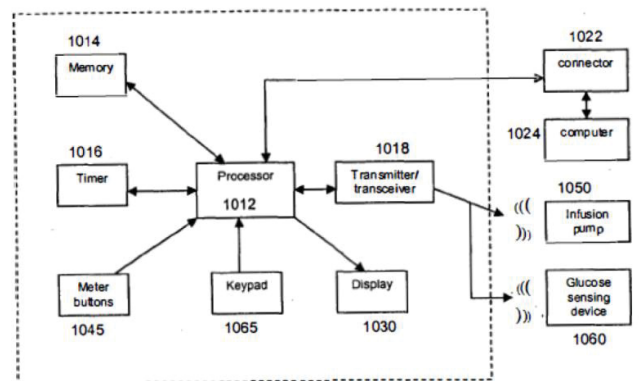 1014
Memory
1022
connector
1024
computer
1016
Timer
Processor
1012
1018
Transmitter/
transceiver
1050
(((
)))
Infusion
pump
Meter
buttons
1045
Keypad
1065
Display
1030
(((
)))
Glucose
sensing
device
1060